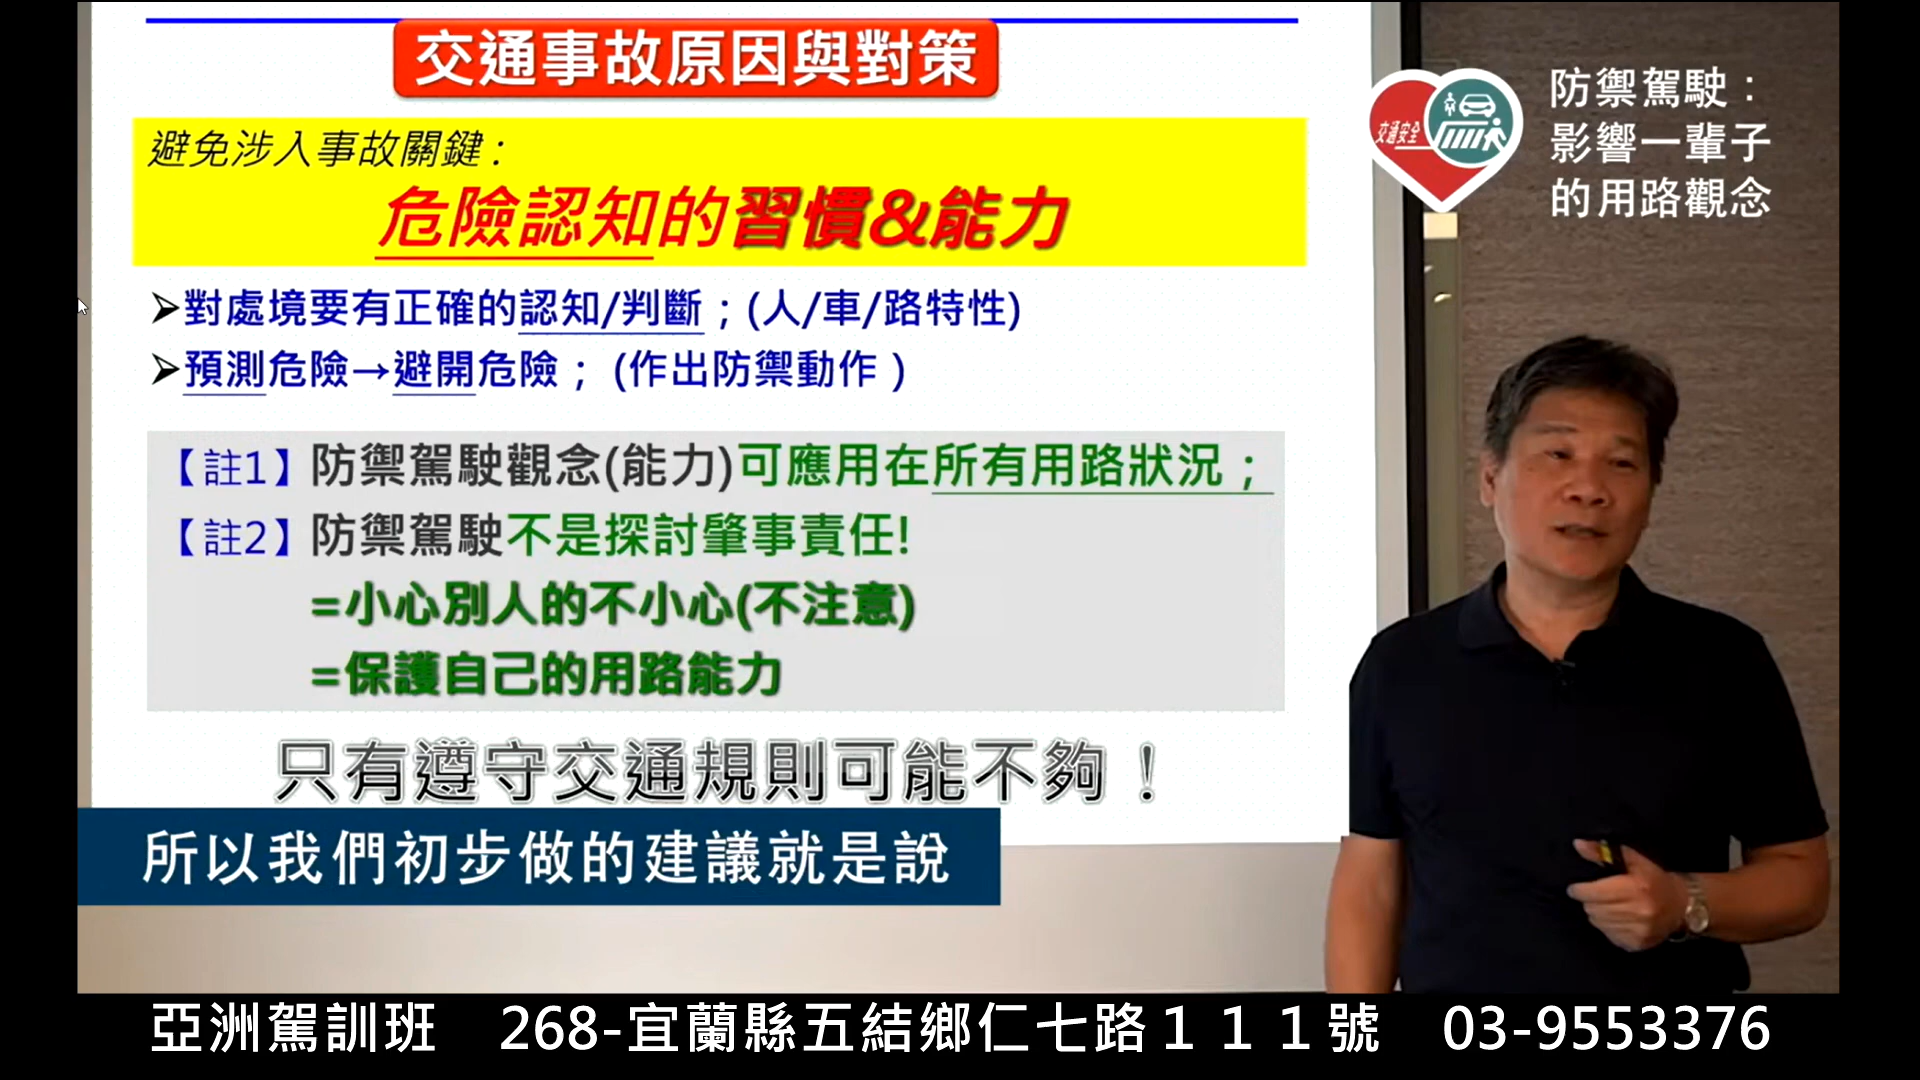 交通事故原因與對策
避免涉入事故關鍵：
危險認知的習慣&能力
➢對處境要有正確的認知/判斷；(人/車/路特性)
➢預測危險→避開危險； (作出防禦動作 )
【註1】防禦駕駛觀念(能力)可應用在所有用路狀況；
【註2】防禦駕駛不是探討肇事責任!
=小心別人的不小心(不注意)
=保護自己的用路能力
只有遵守交通規則可能不夠！
所以我們初步做的建議就是說
交通安全
防禦駕駛：
影響一輩子
的用路觀念
亞洲駕訓班 268-宜蘭縣五結鄉仁七路１１１號 03-9553376